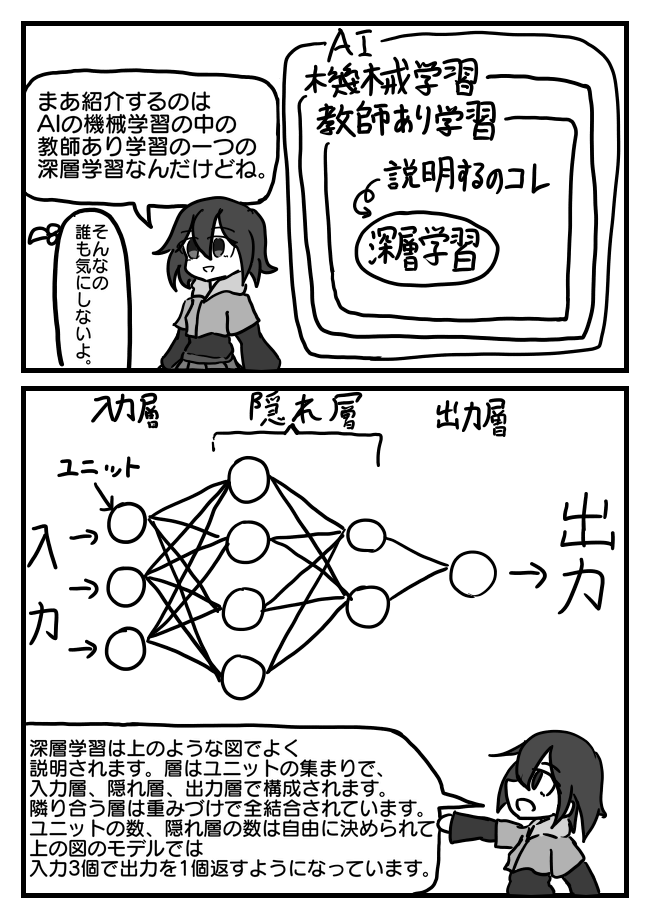 まあ紹介するのは
AIの機械学習の中の
教師あり学習の一つの
深層学習なんだけどね。
そんなの
誰も気にしないよ。
AI
機械学習
教師あり学習
説明するのコレ
深層学習
入力層
隠れ層
出力層
ユニット
入力
出力
深層学習は上のような図でよく
説明されます。層はユニットの集まりで、
入力層、隠れ層、出力層で構成されます。
隣り合う層は重みづけで全結合されています。
ユニットの数、隠れ層の数は自由に決められて
上の図のモデルでは
入力3個で出力を1個返すようになっています。